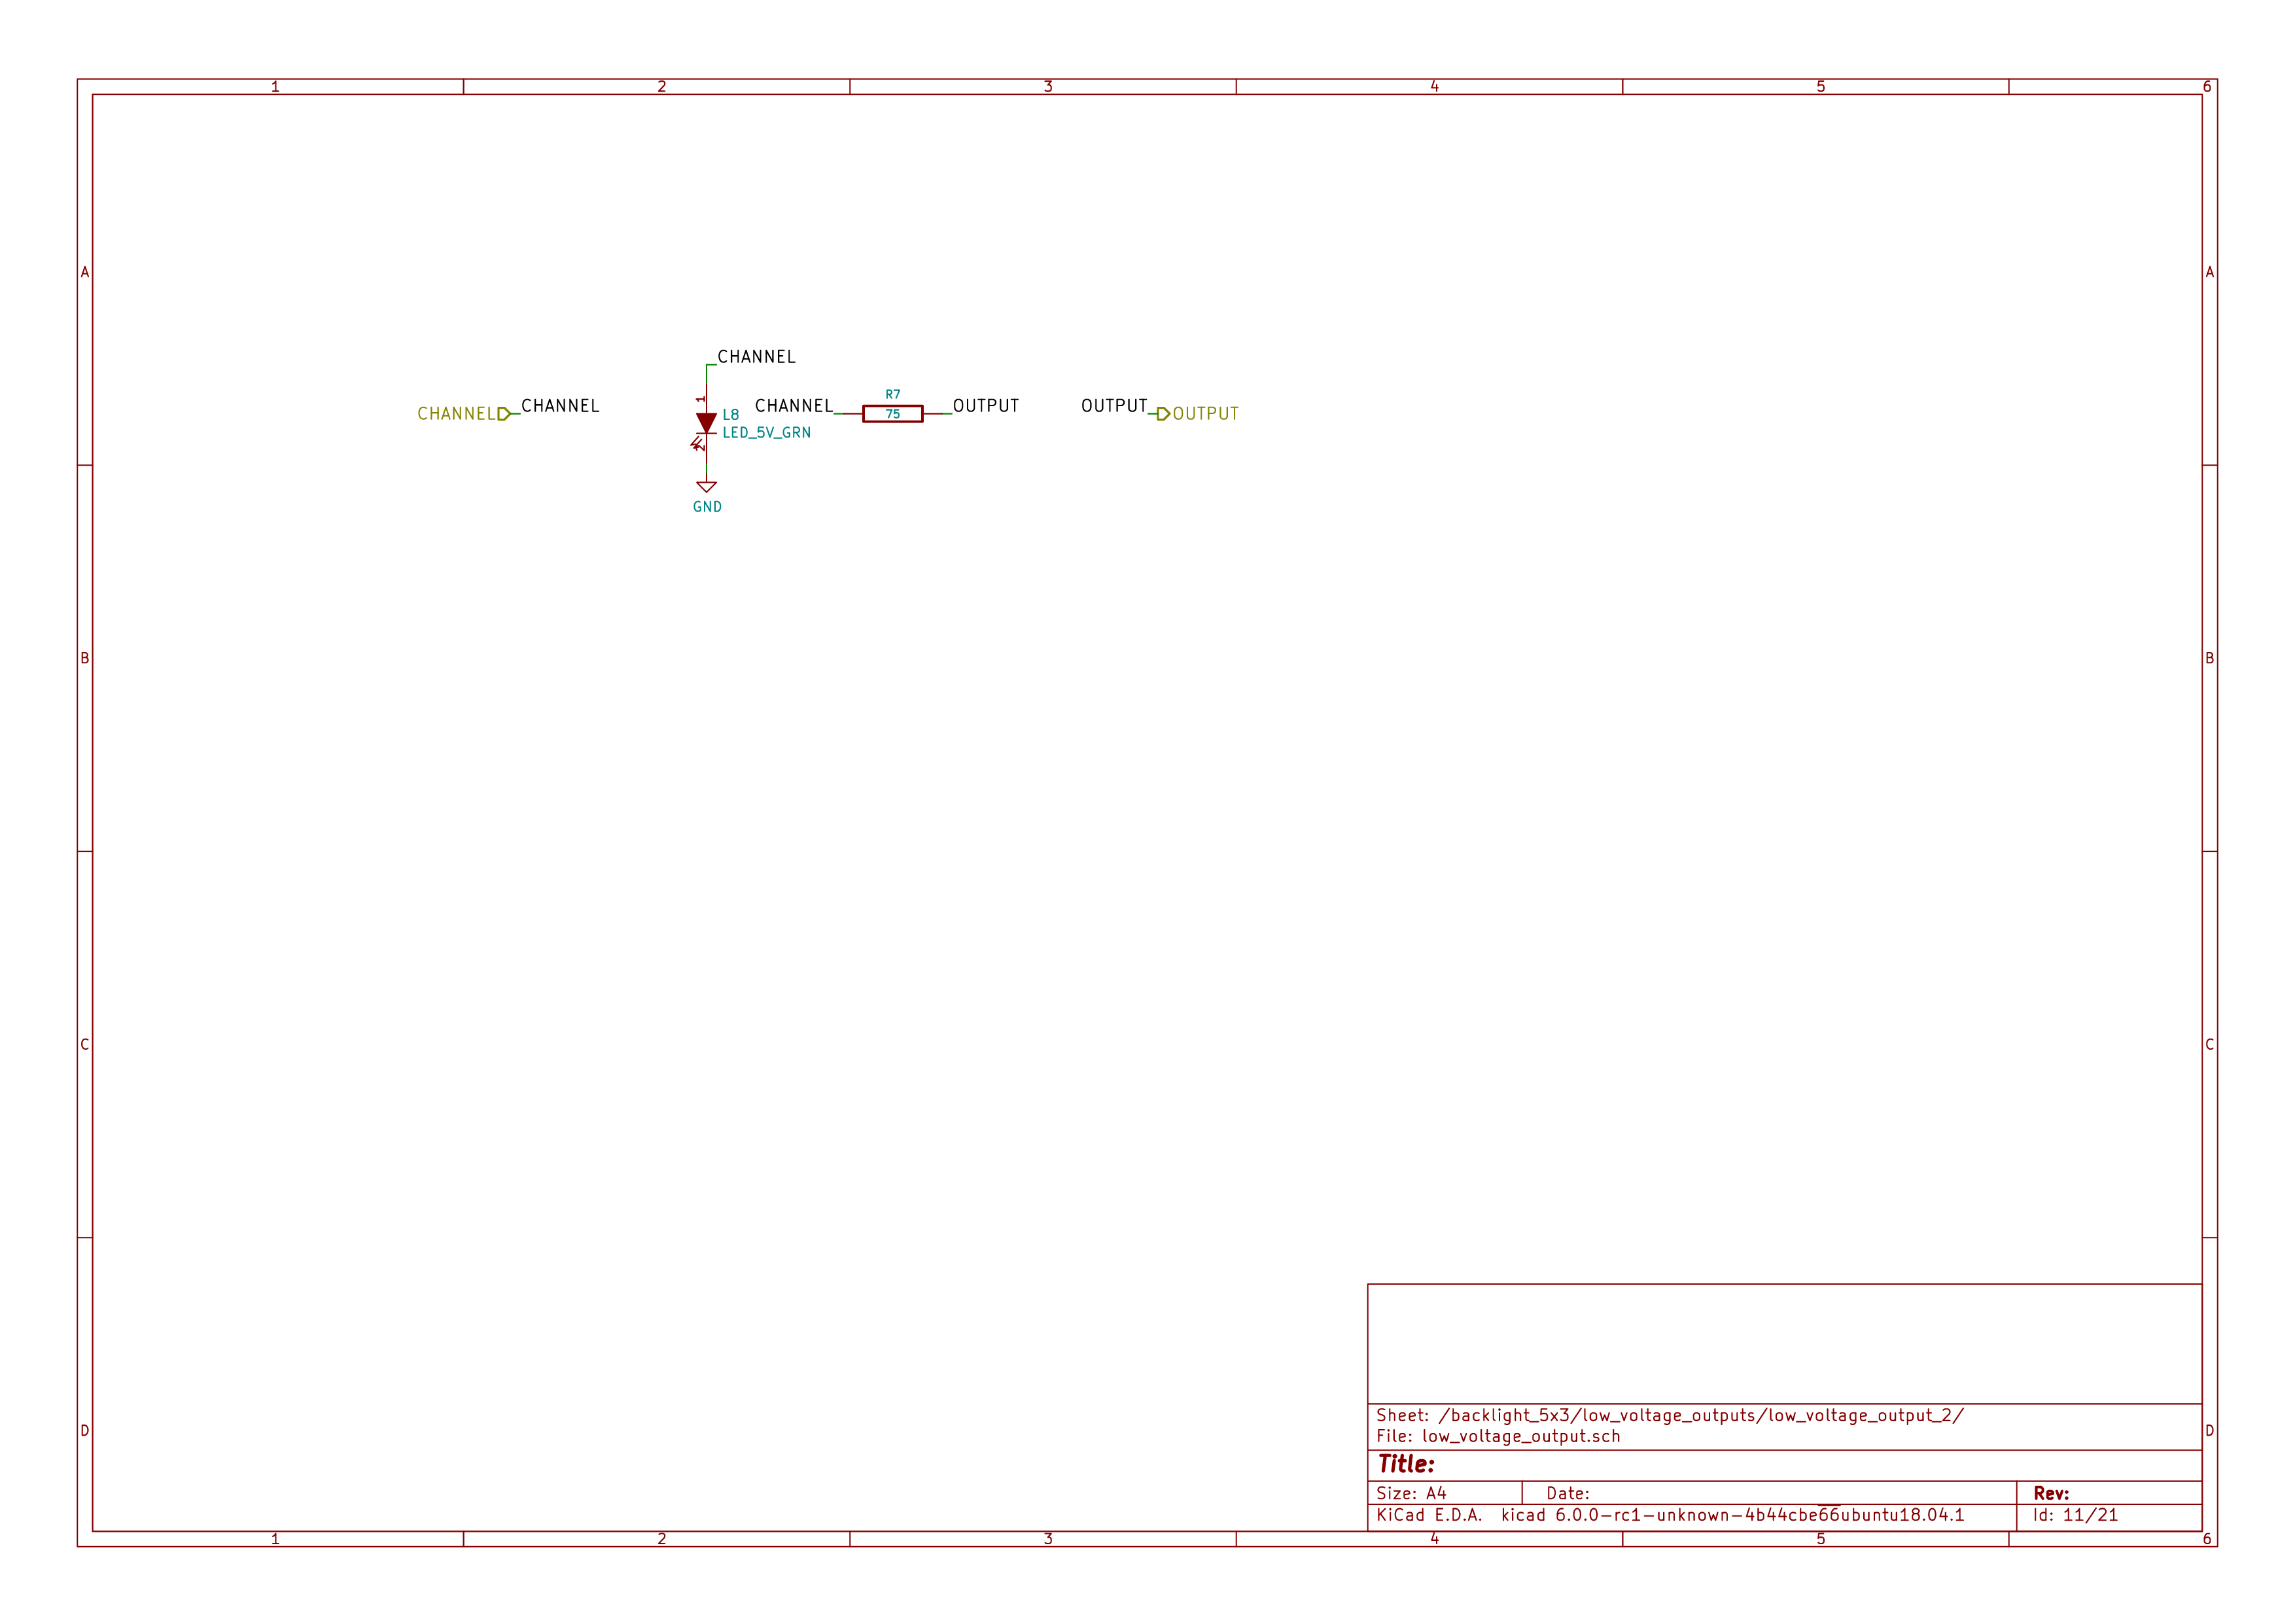 1 2 3 4 5 6
A A
CHANNEL
R7
CHANNEL CHANNEL 1 L8 CHANNEL 75 OUTPUT OUTPUT OUTPUT
LED_5V_GRN
2
GND
B B
C C
Sheet: /backlight_5x3/low_voltage_outputs/low_voltage_output_2/
D D
File: low_voltage_output.sch
Title:
Size: A4 Date: Rev:
KiCad E.D.A. kicad 6.0.0-rc1-unknown-4b44cbe66ubuntu18.04.1 Id: 11/21
1 2 3 4 5 6